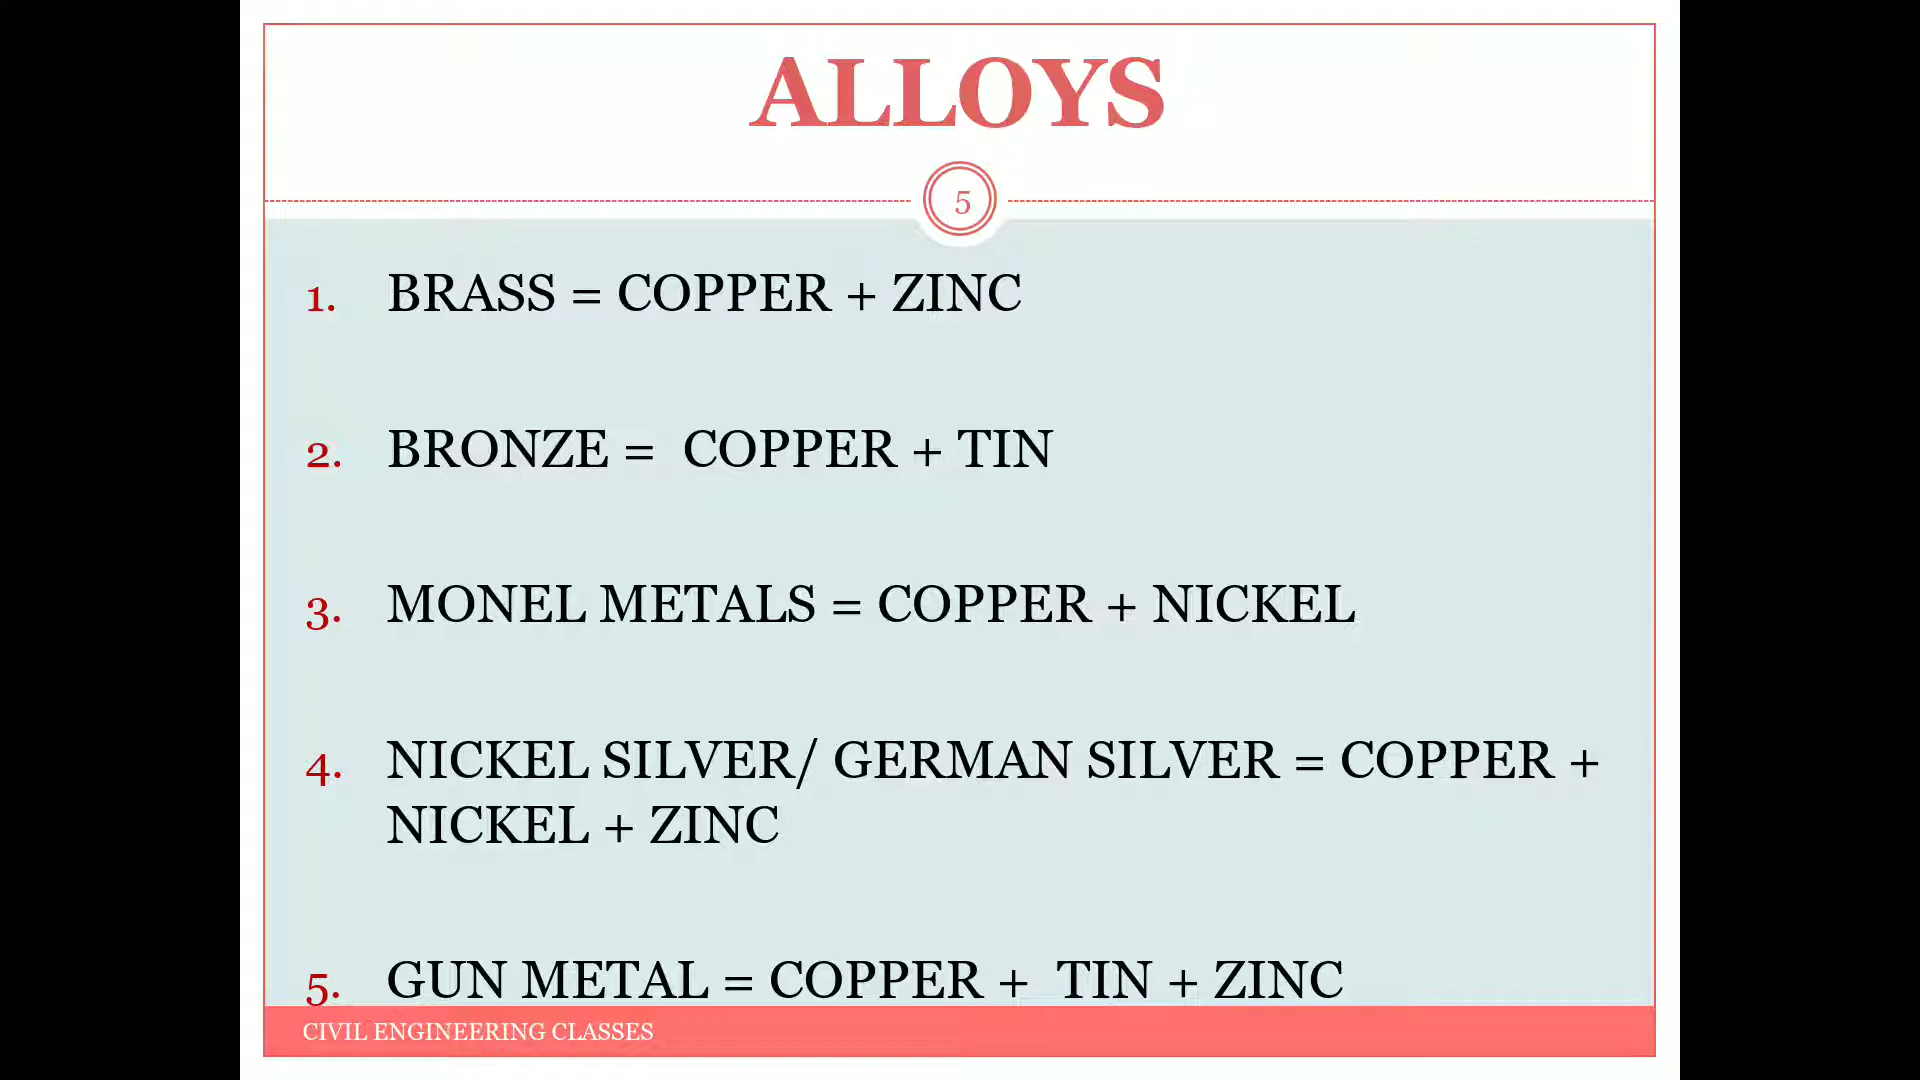 ALLOYS
5
1. BRASS = COPPER + ZINC
2. BRONZE = COPPER + TIN
3. MONEL METALS = COPPER + NICKEL
4. NICKEL SILVER/ GERMAN SILVER = COPPER +
NICKEL + ZINC
5. GUN METAL = COPPER + TIN + ZINC
CIVIL ENGINEERING CLASSES